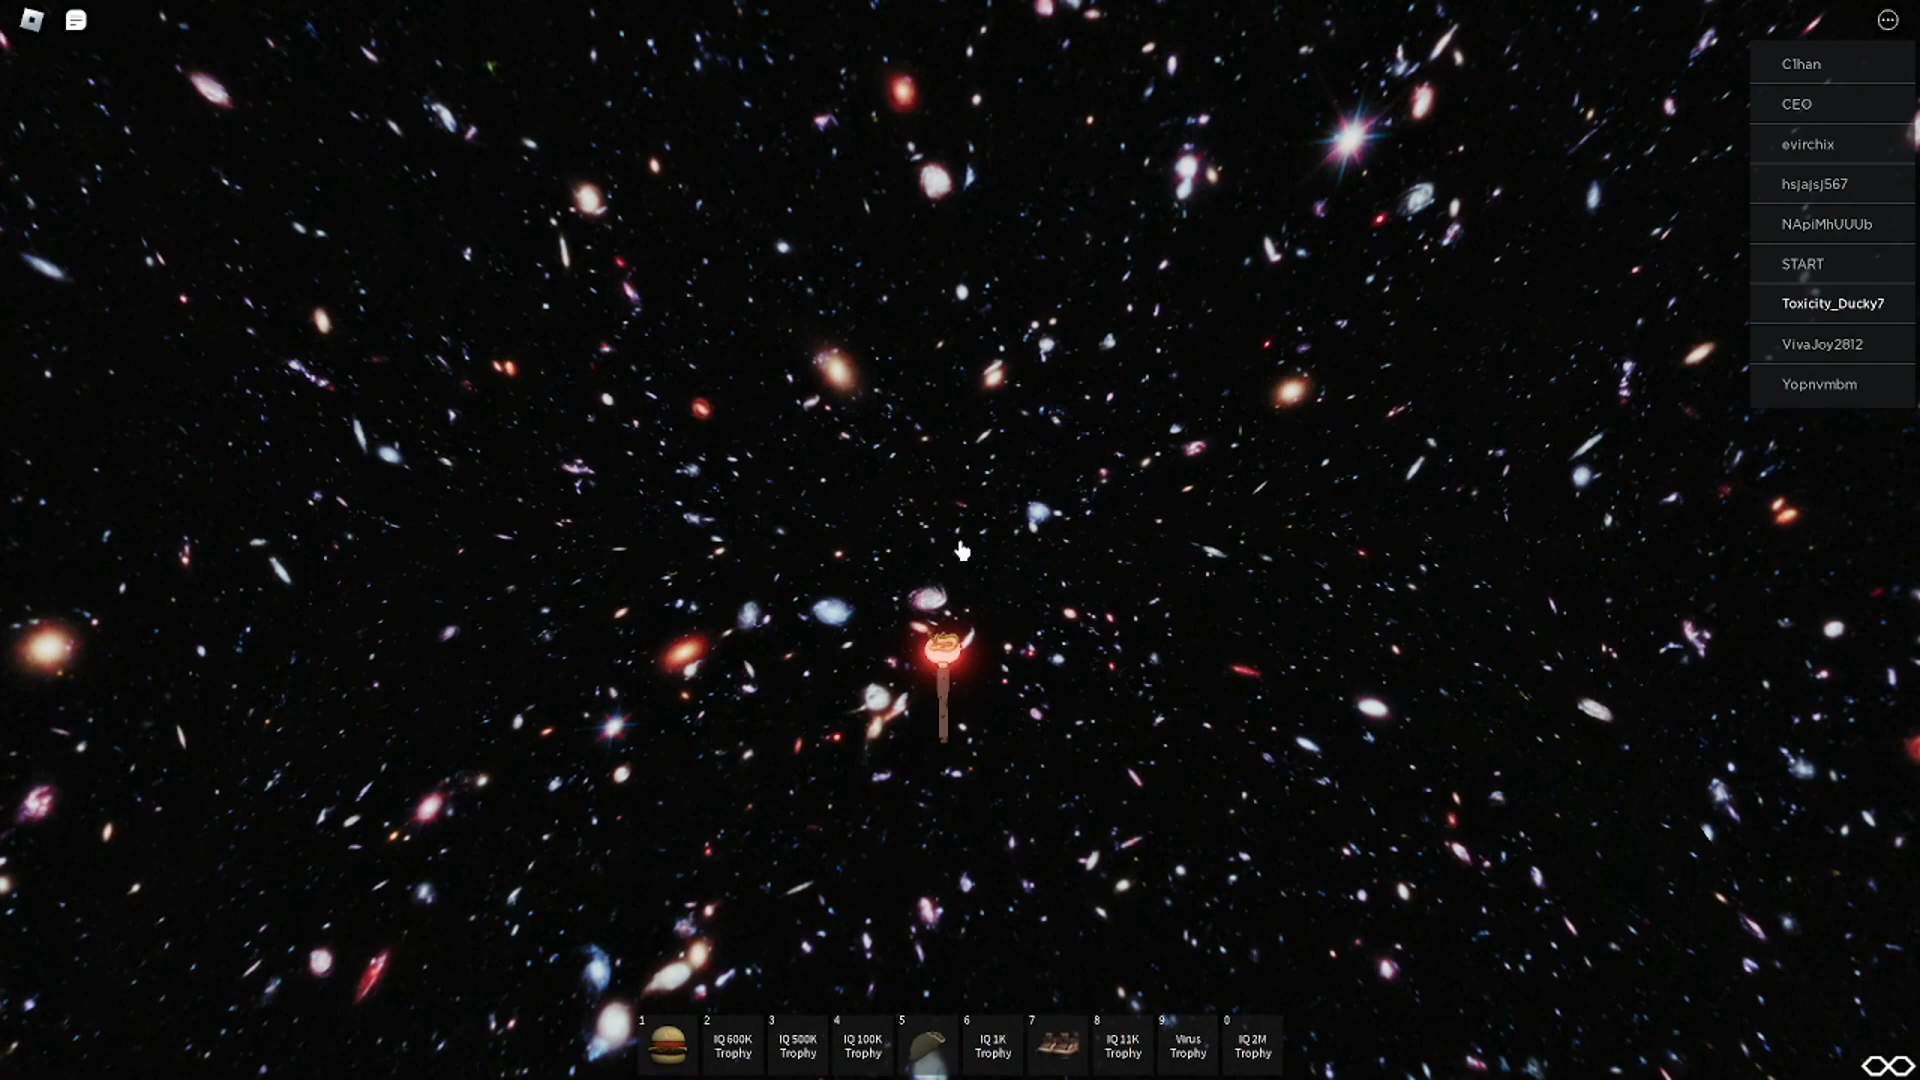 C1han
CEO
evirchix
hsjajsj567
NApiMhUUUb
START
Toxicity_Ducky7
VivaJoy2812
Yopnvmbm
1
2
IQ 600K
Trophy
3
IQ 500K
Trophy
4
IQ 100K
Trophy
5
6
IQ 1K
Trophy
7
8
IQ 11K
Trophy
9
Virus
Trophy
0
IQ 2M
Trophy